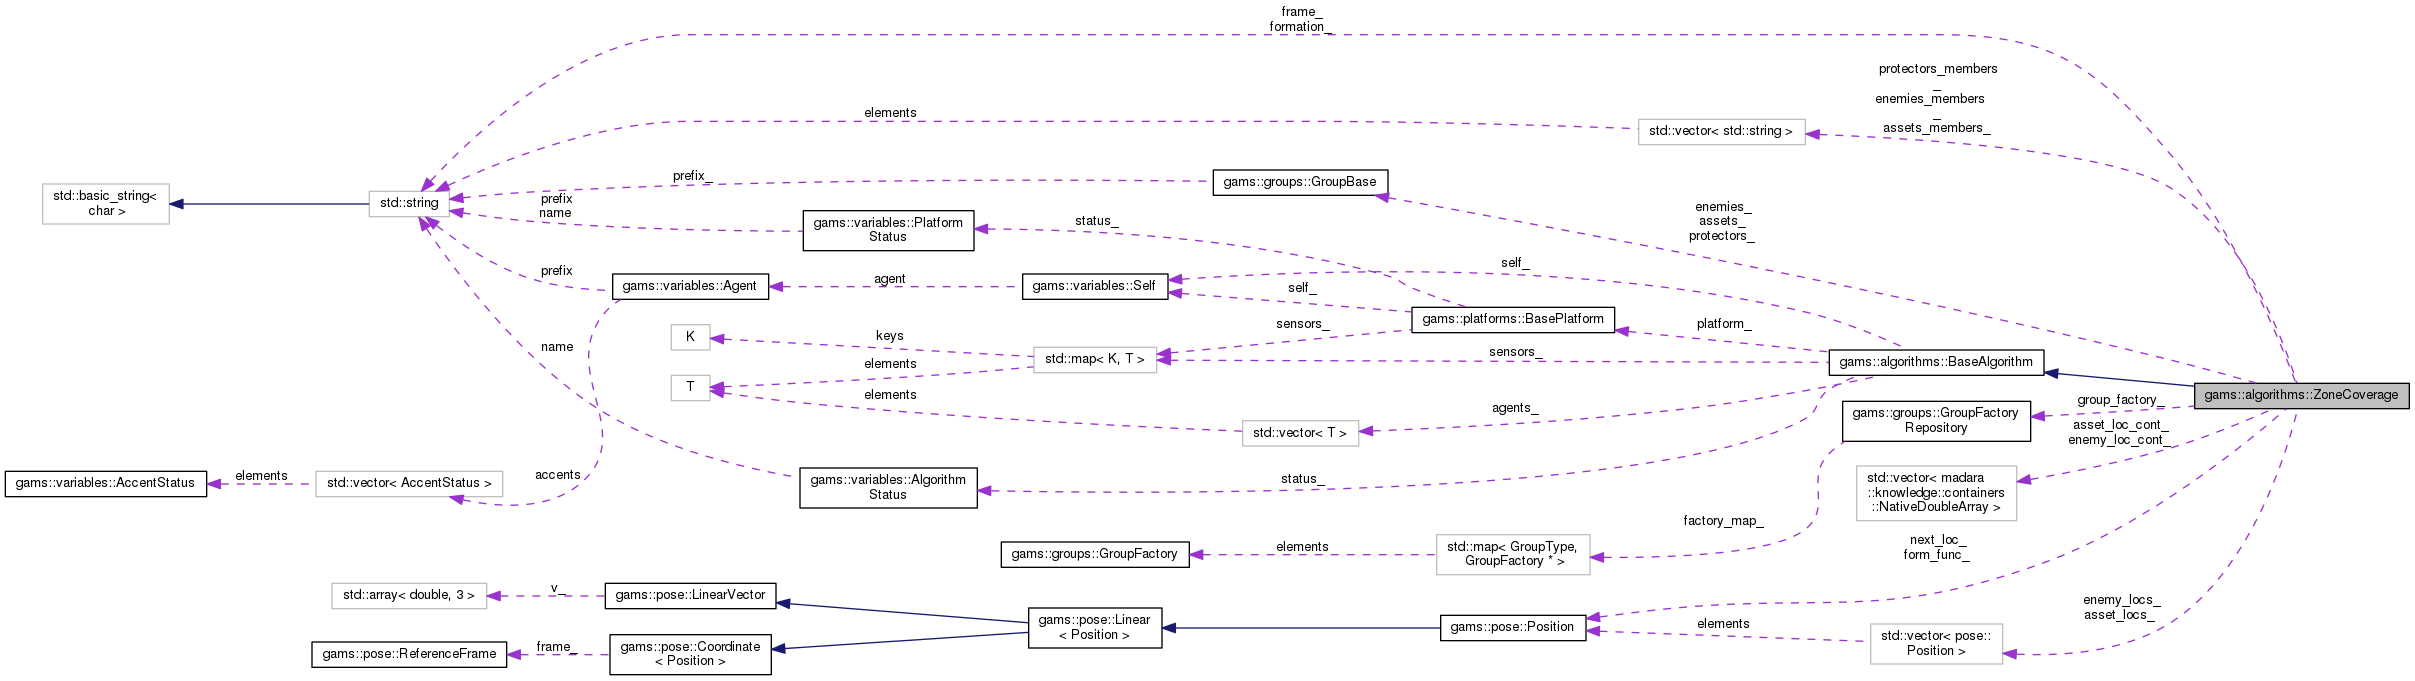 frame_
formation_
protectors_members
_
enemies_members
_
assets_members_
elements
std::vector< std::string >
prefix_
gams::groups::GroupBase
std::basic_string<
char >
std::string
prefix
name
gams::variables::Platform
Status
status_
enemies_
assets_
protectors_
prefix
gams::variables::Agent
agent
gams::variables::Self
self_
self_
gams::platforms::BasePlatform
platform_
K
keys
sensors_
std::map< K, T >
sensors_
gams::algorithms::BaseAlgorithm
name
elements
T
elements
gams::algorithms::ZoneCoverage
group_factory_
agents_
gams::groups::GroupFactory
Repository
std::vector< T >
asset_loc_cont_
enemy_loc_cont_
gams::variables::AccentStatus
elements
std::vector< AccentStatus >
accents
gams::variables::Algorithm
Status
status_
std::vector< madara
::knowledge::containers
::NativeDoubleArray >
factory_map_
gams::groups::GroupFactory
elements
std::map< GroupType,
GroupFactory * >
next_loc_
form_func_
std::array< double, 3 >
v_
gams::pose::LinearVector
gams::pose::Linear
< Position >
gams::pose::Position
elements
enemy_locs_
asset_locs_
std::vector< pose::
Position >
gams::pose::ReferenceFrame
frame_
gams::pose::Coordinate
< Position >